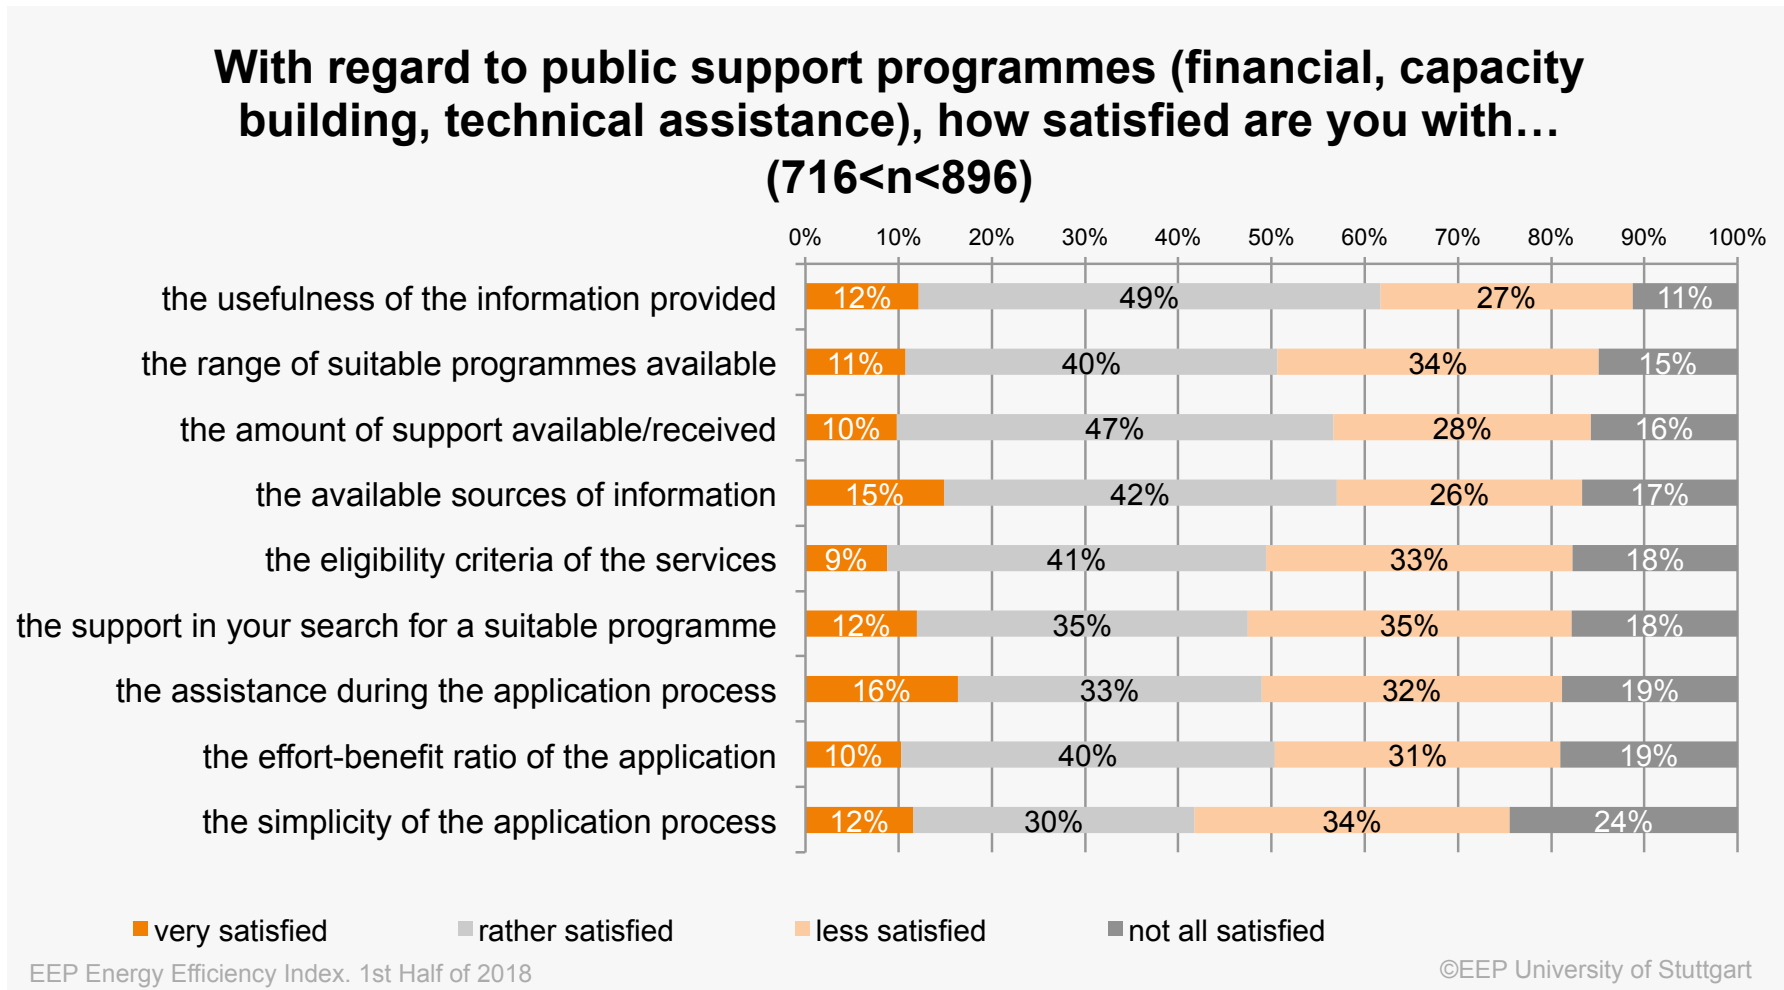 With regard to public support programmes (financial, capacity
building, technical assistance), how satisfied are you with…
(716<n<896)
0% 10% 20% 30% 40% 50% 60% 70% 80% 90% 100%
the usefulness of the information provided 12% 49% 27% 11%
the range of suitable programmes available 11% 40% 34% 15%
the amount of support available/received 10% 47% 28% 16%
the available sources of information 15% 42% 26% 17%
the eligibility criteria of the services 9% 41% 33% 18%
the support in your search for a suitable programme 12% 35% 35% 18%
the assistance during the application process 16% 33% 32% 19%
the effort-benefit ratio of the application 10% 40% 31% 19%
the simplicity of the application process 12% 30% 34% 24%
very satisfied rather satisfied less satisfied not all satisfied
EEP Energy Efficiency Index. 1st Half of 2018 ©EEP University of Stuttgart